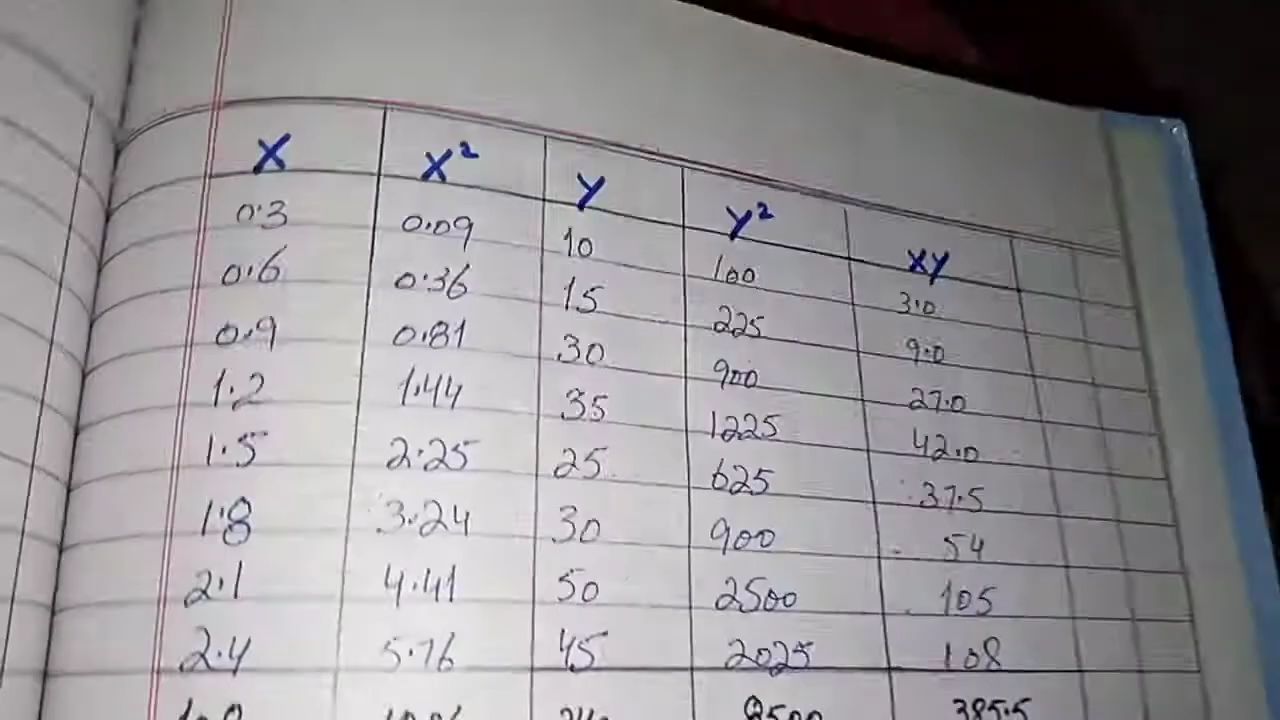 X X² Y Y² XY
0.3 0.09 10 100 3.0
0.6 0.36 15 225 9.0
0.9 0.81 30 900 27.0
1.2 1.44 35 1225 42.0
1.5 2.25 25 625 37.5
1.8 3.24 30 900 54
2.1 4.41 50 2500 105
2.4 5.76 45 2025 108
8500 385.5